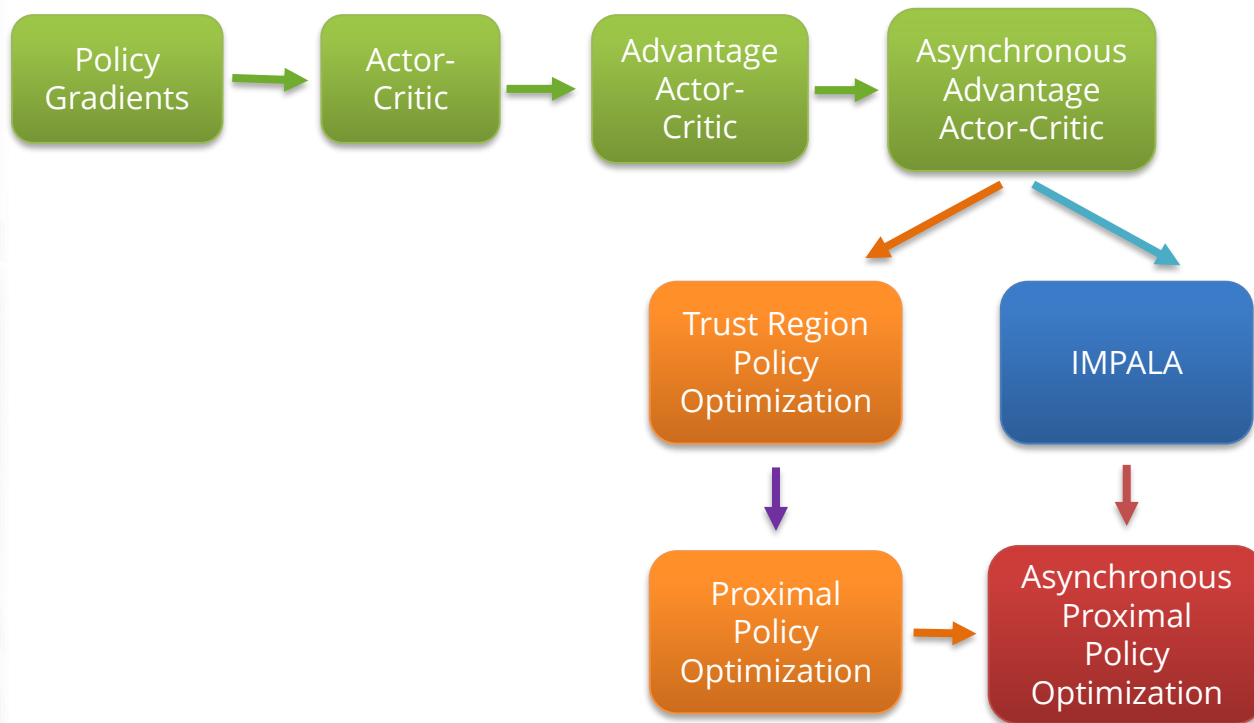 Policy
Gradients
Actor-
Critic
Advantage
Actor-
Critic
Asynchronous
Advantage
Actor-Critic
Trust Region
Policy
Optimization
IMPALA
Proximal
Policy
Optimization
Asynchronous
Proximal
Policy
Optimization